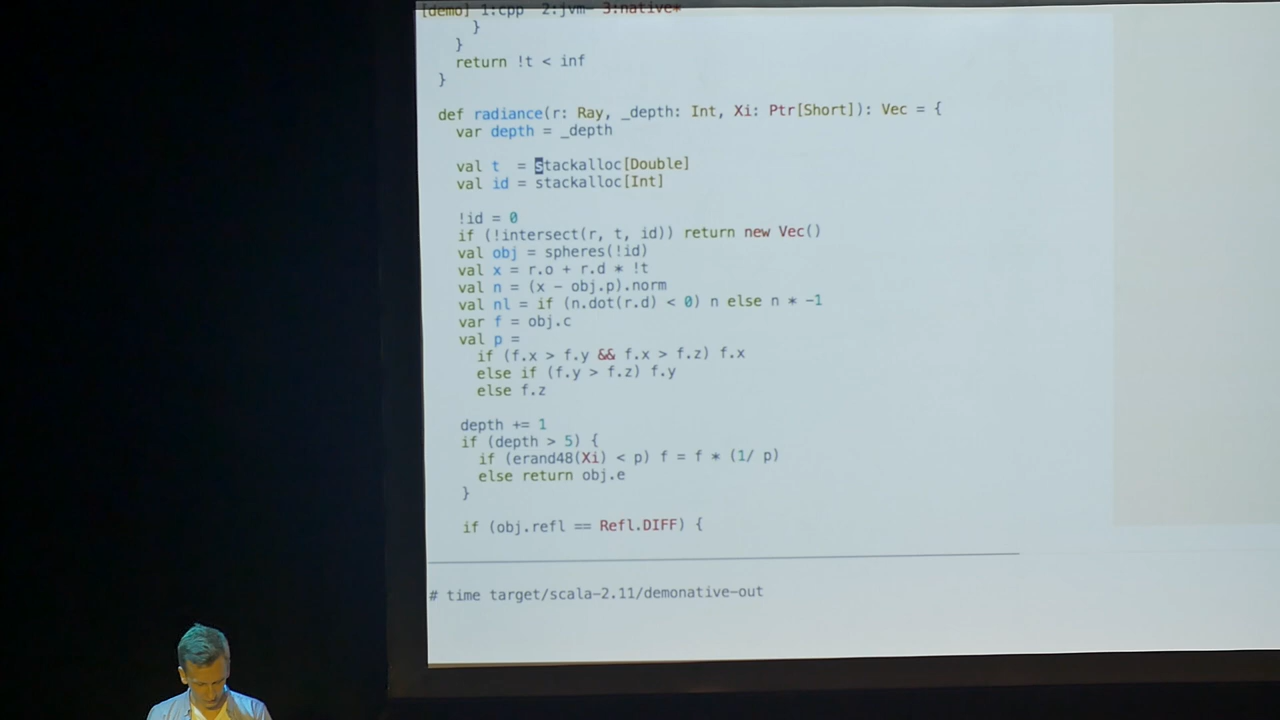 [demo] 1:cpp 2:jvm- 3:native*
}
}
return !t < inf
}
def radiance(r: Ray, _depth: Int, Xi: Ptr[Short]): Vec = {
var depth = _depth
val t = stackalloc[Double]
val id = stackalloc[Int]
!id = 0
if (!intersect(r, t, id)) return new Vec()
val obj = spheres(!id)
val x = r.o + r.d * !t
val n = (x - obj.p).norm
val nl = if (n.dot(r.d) < 0) n else n * -1
var f = obj.c
val p =
if (f.x > f.y && f.x > f.z) f.x
else if (f.y > f.z) f.y
else f.z
depth += 1
if (depth > 5) {
if (erand48(Xi) < p) f = f * (1/ p)
else return obj.e
}
if (obj.refl == Refl.DIFF) {
# time target/scala-2.11/demonative-out